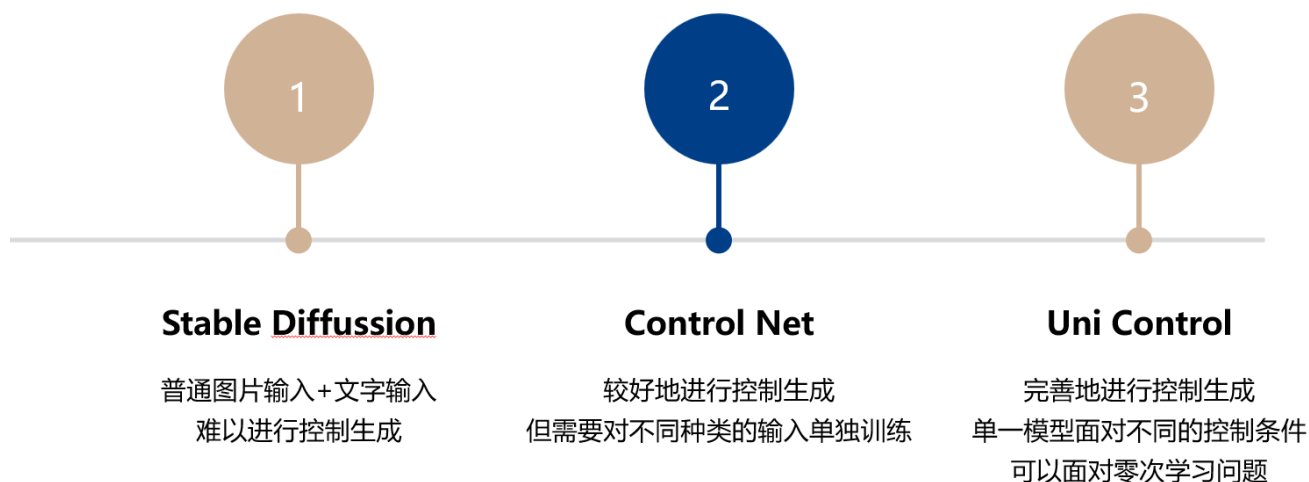 1
2
3
Stable Diffussion
普通图片输入+文字输入
难以进行控制生成
Control Net
较好地进行控制生成
但需要对不同种类的输入单独训练
Uni Control
完善地进行控制生成
单一模型面对不同的控制条件
可以面对零次学习问题